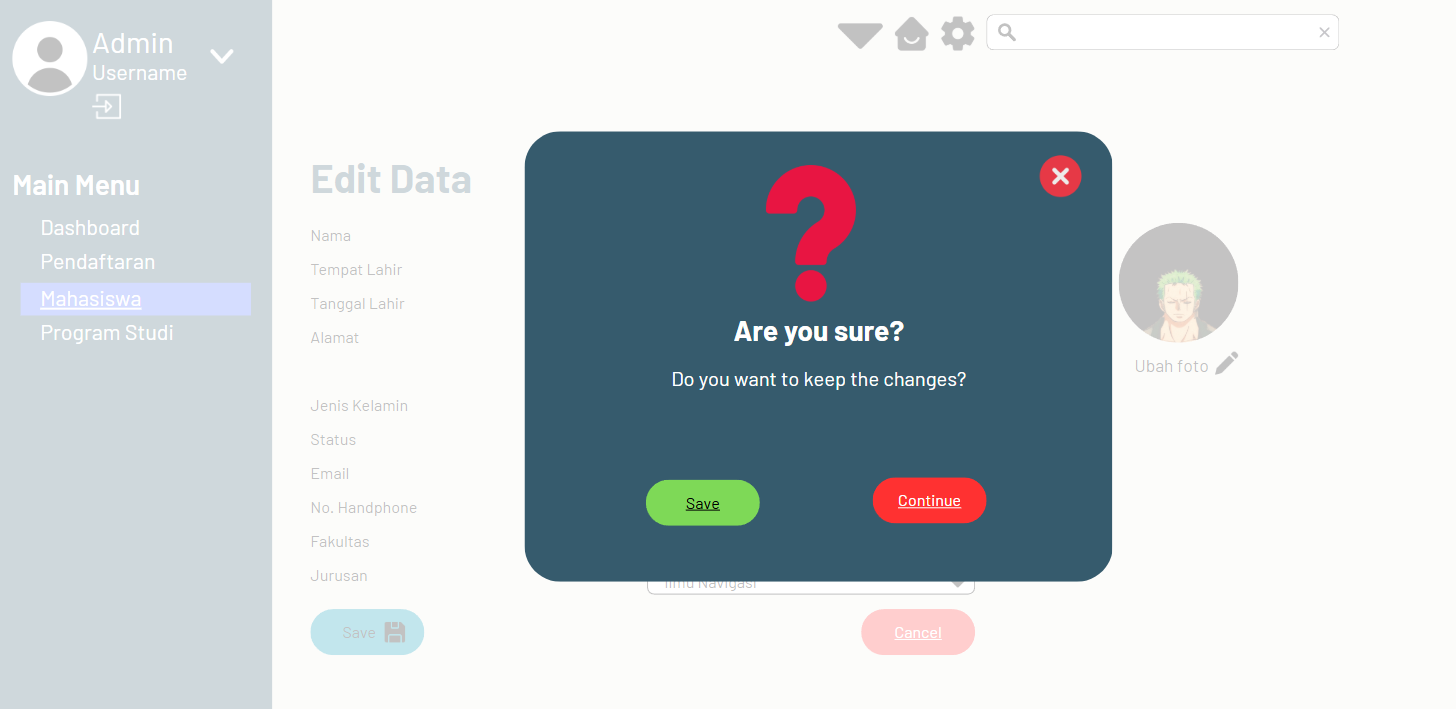 Admin
Username
Main Menu
Dashboard
Pendaftaran
Mahasiswa
Program Studi
Edit Data
Nama
Tempat Lahir
Tanggal Lahir
Alamat
Jenis Kelamin
Status
Email
No. Handphone
Fakultas
Jurusan
Ilmu Navigasi
Save
Cancel
Are you sure?
Do you want to keep the changes?
Save
Continue
Ubah foto